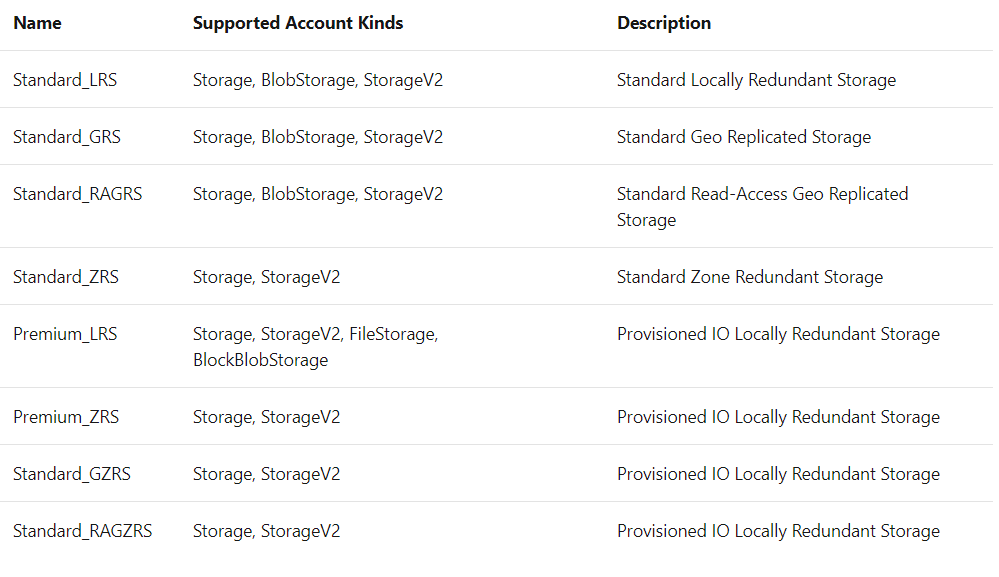 Name Supported Account Kinds Description
Standard_LRS Storage, BlobStorage, StorageV2 Standard Locally Redundant Storage
Standard_GRS Storage, BlobStorage, StorageV2 Standard Geo Replicated Storage
Standard_RAGRS Storage, BlobStorage, StorageV2 Standard Read-Access Geo Replicated
Storage
Standard_ZRS Storage, StorageV2 Standard Zone Redundant Storage
Premium_LRS Storage, StorageV2, FileStorage, Provisioned IO Locally Redundant Storage
BlockBlobStorage
Premium_ZRS Storage, StorageV2 Provisioned IO Locally Redundant Storage
Standard_GZRS Storage, StorageV2 Provisioned IO Locally Redundant Storage
Standard_RAGZRS Storage, StorageV2 Provisioned IO Locally Redundant Storage